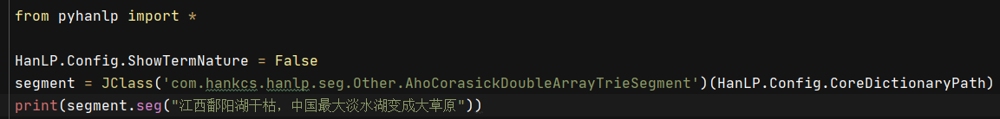 from pyhanlp import *
HanLP.Config.ShowTermNature = False
segment = JClass('com.hankcs.hanlp.seg.Other.AhoCorasickDoubleArrayTrieSegment')(HanLP.Config.CoreDictionaryPath)
print(segment.seg("江西鄱阳湖干枯，中国最大淡水湖变成大草原"))